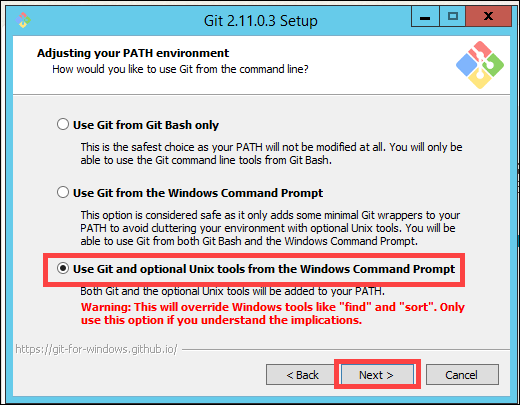 Git 2.11.0.3 Setup
Adjusting your PATH environment
How would you like to use Git from the command line?
Use Git from Git Bash only
This is the safest choice as your PATH will not be modified at all. You will only be
able to use the Git command line tools from Git Bash.
Use Git from the Windows Command Prompt
This option is considered safe as it only adds some minimal Git wrappers to your
PATH to avoid cluttering your environment with optional Unix tools. You will be
able to use Git from both Git Bash and the Windows Command Prompt.
Use Git and optional Unix tools from the Windows Command Prompt
Both Git and the optional Unix tools will be added to your PATH.
Warning: This will override Windows tools like "find" and "sort". Only
use this option if you understand the implications.
https://git-for-windows.github.io/
< Back Next > Cancel